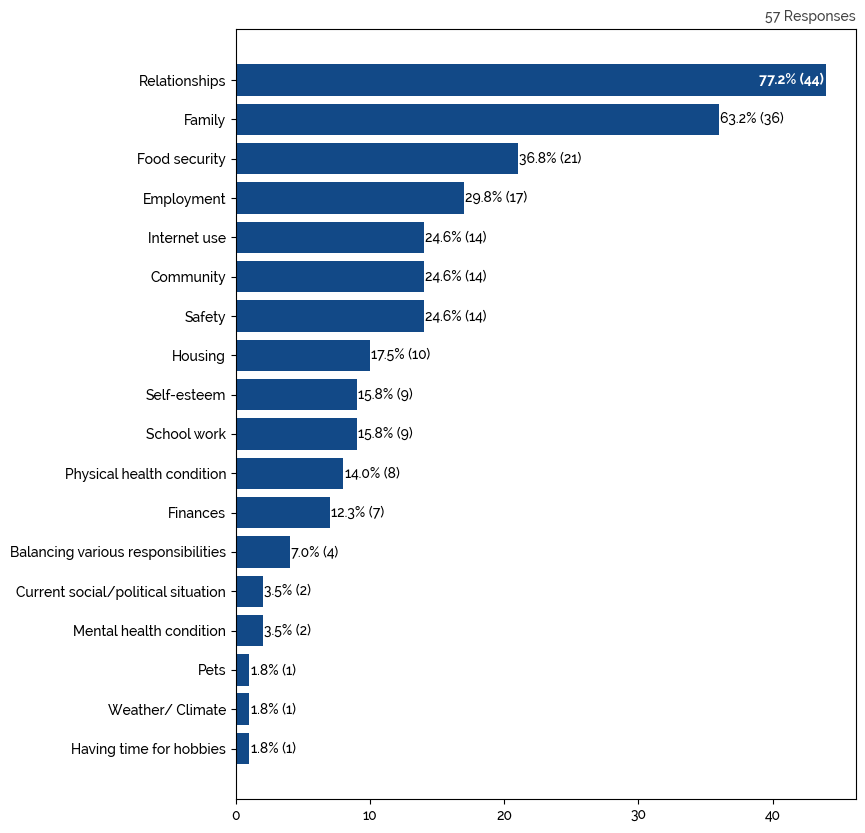 57 Responses
Relationships 77.2% (44)
Family 63.2% (36)
Food security 36.8% (21)
Employment 29.8% (17)
Internet use 24.6% (14)
Community 24.6% (14)
Safety 24.6% (14)
Housing 17.5% (10)
Self-esteem 15.8% (9)
School work 15.8% (9)
Physical health condition 14.0% (8)
Finances 12.3% (7)
Balancing various responsibilities 7.0% (4)
Current social/political situation 3.5% (2)
Mental health condition 3.5% (2)
Pets 1.8% (1)
Weather/ Climate 1.8% (1)
Having time for hobbies 1.8% (1)
0 10 20 30 40